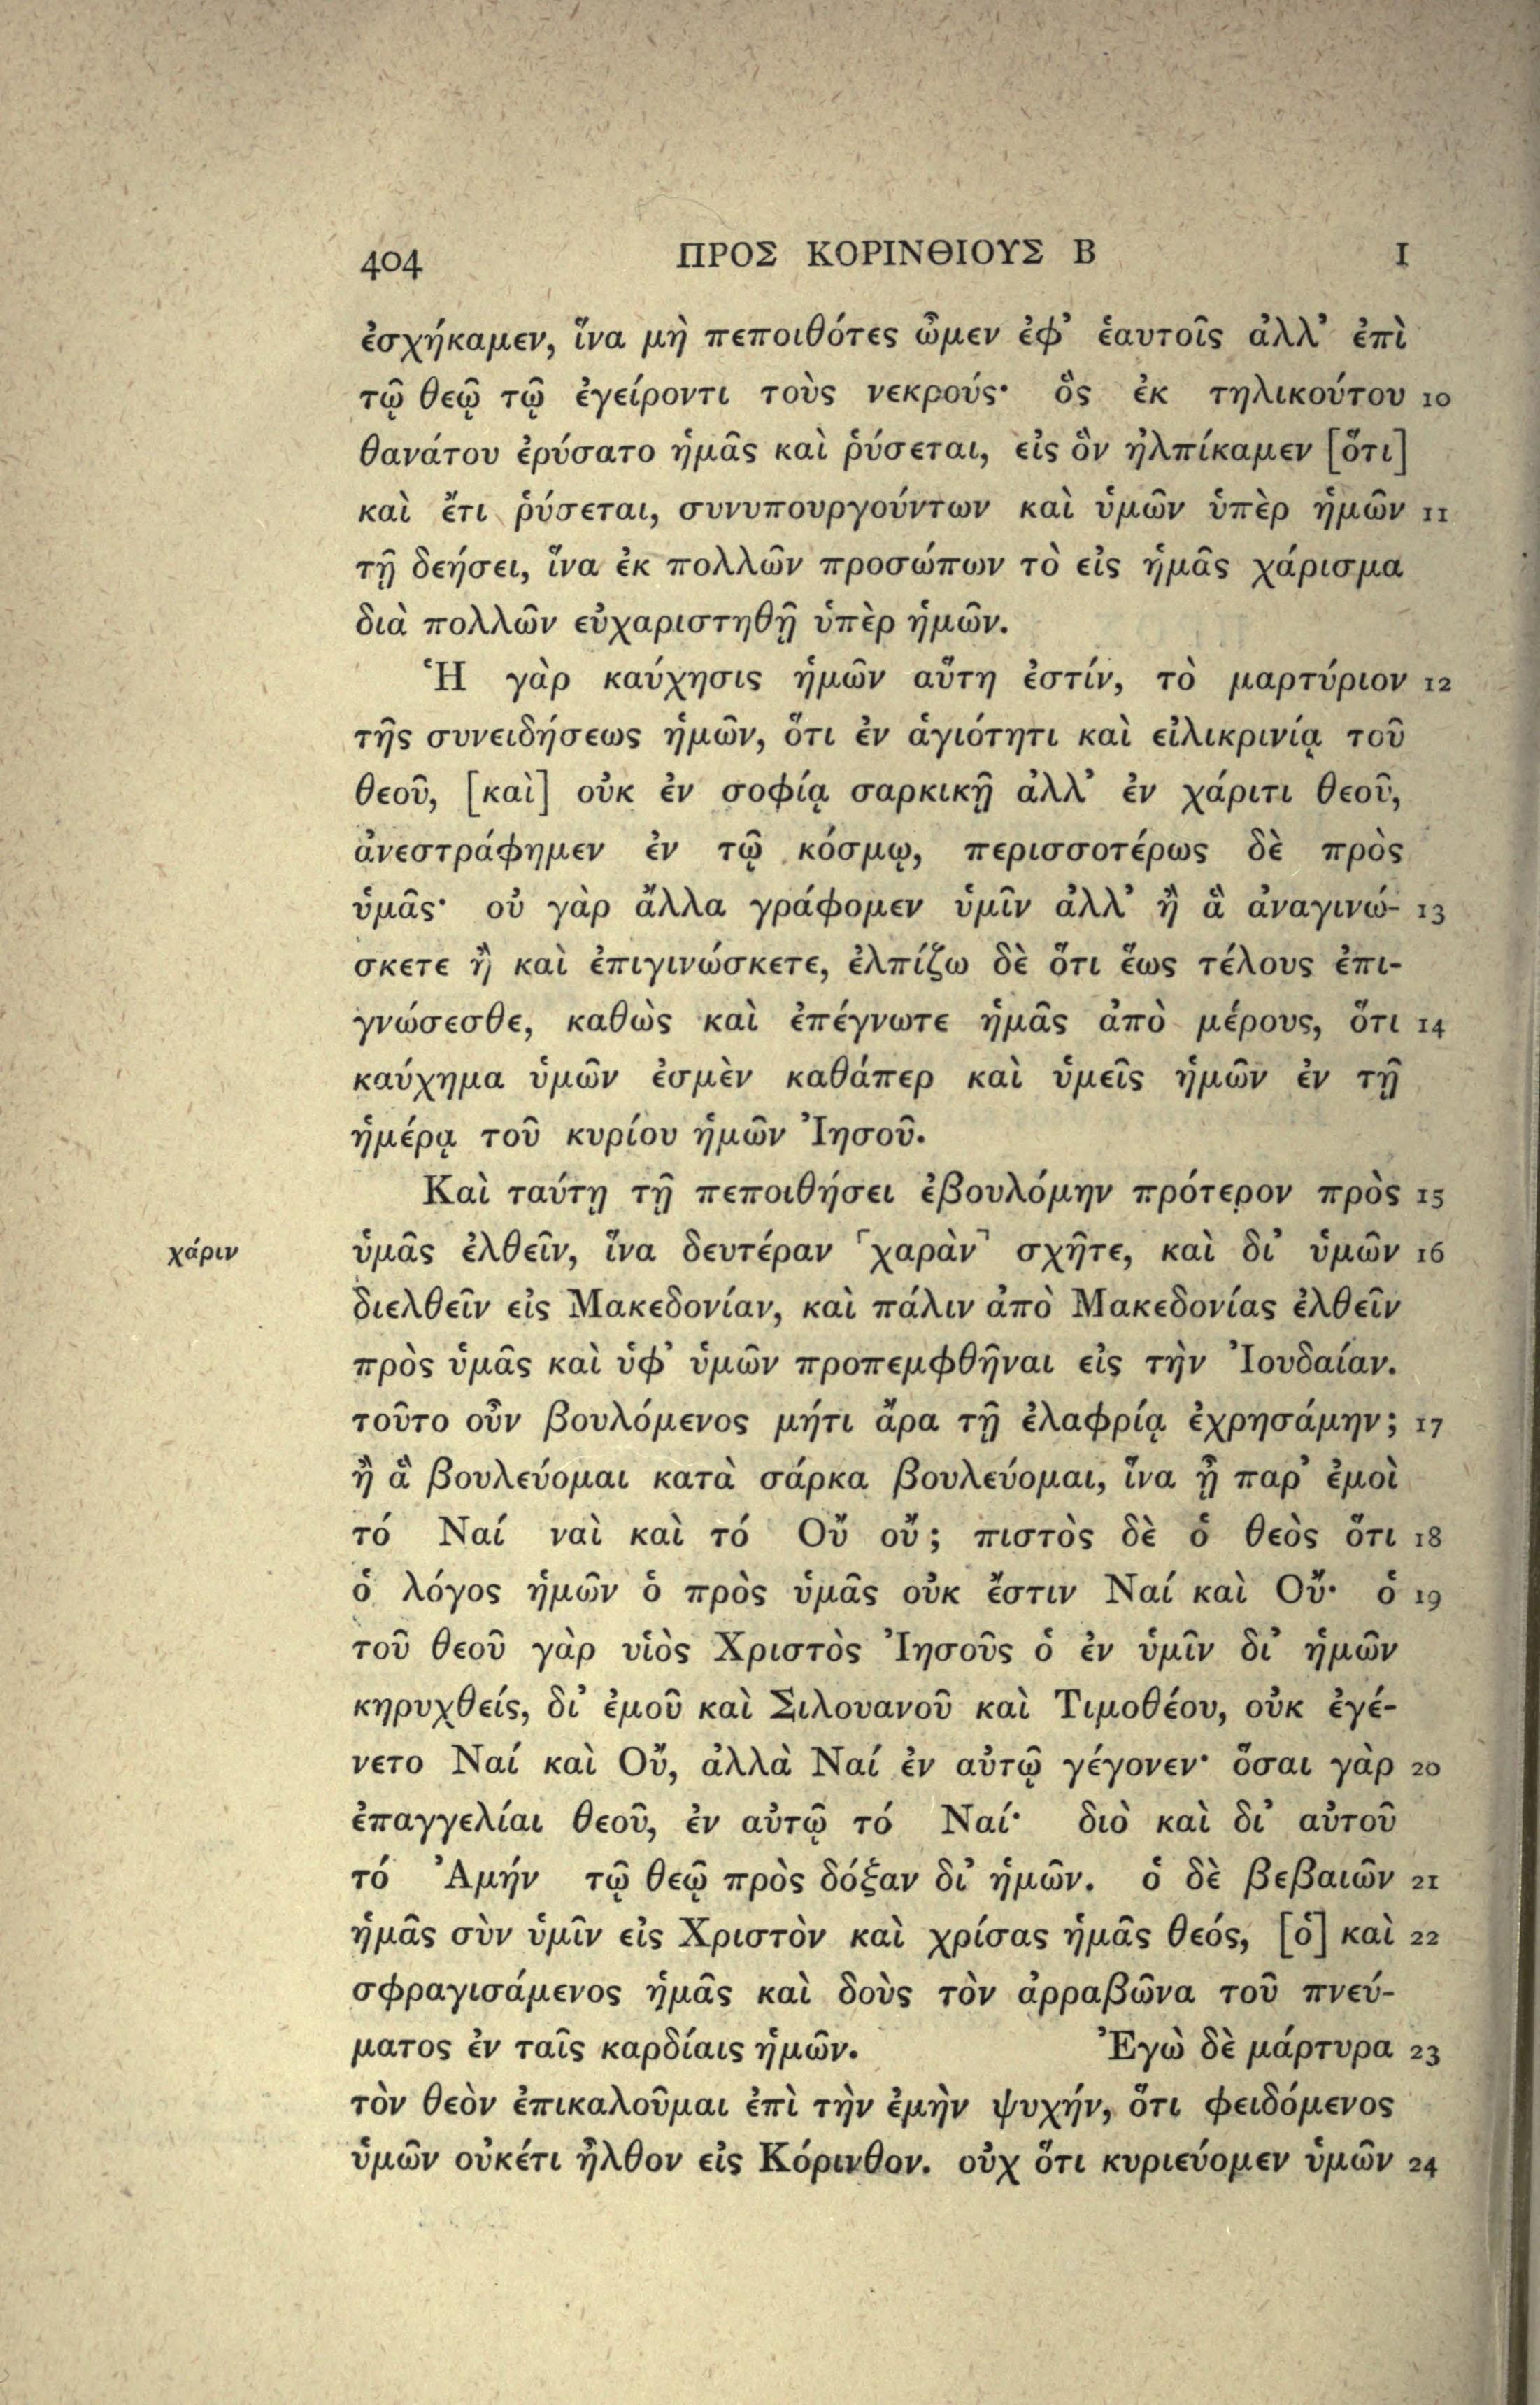 404 ΠΡΟΣ ΚΟΡΙΝΘΙΟΥΣ Β I
ἐσχήκαμεν, ἵνα μὴ πεποιθότες ὦμεν ἐφ’ ἑαυτοῖς ἀλλ’ ἐπὶ
τῷ θεῷ τῷ ἐγείροντι τοὺς νεκρούς· ὃς ἐκ τηλικούτου 10
θανάτου ἐρύσατο ἡμᾶς καὶ ῥύσεται, εἰς ὃν ἠλπίκαμεν [ὅτι]
καὶ ἔτι ῥύσεται, συνυπουργούντων καὶ ὑμῶν ὑπὲρ ἡμῶν 11
τῇ δεήσει, ἵνα ἐκ πολλῶν προσώπων τὸ εἰς ἡμᾶς χάρισμα
διὰ πολλῶν εὐχαριστηθῇ ὑπὲρ ἡμῶν.
Ἡ γὰρ καύχησις ἡμῶν αὕτη ἐστίν, τὸ μαρτύριον 12
τῆς συνειδήσεως ἡμῶν, ὅτι ἐν ἁγιότητι καὶ εἰλικρινίᾳ τοῦ
θεοῦ, [καὶ] οὐκ ἐν σοφίᾳ σαρκικῇ ἀλλ’ ἐν χάριτι θεοῦ,
ἀνεστράφημεν ἐν τῷ κόσμῳ, περισσοτέρως δὲ πρὸς
ὑμᾶς· οὐ γὰρ ἄλλα γράφομεν ὑμῖν ἀλλ’ ἢ ἃ ἀναγινώ- 13
σκετε ἢ καὶ ἐπιγινώσκετε, ἐλπίζω δὲ ὅτι ἕως τέλους ἐπι-
γνώσεσθε, καθὼς καὶ ἐπέγνωτε ἡμᾶς ἀπὸ μέρους, ὅτι 14
καύχημα ὑμῶν ἐσμὲν καθάπερ καὶ ὑμεῖς ἡμῶν ἐν τῇ
ἡμέρᾳ τοῦ κυρίου ἡμῶν Ἰησοῦ.
Καὶ ταύτῃ τῇ πεποιθήσει ἐβουλόμην πρότερον πρὸς 15
χάριν ὑμᾶς ἐλθεῖν, ἵνα δευτέραν ⌜χαρὰν⌝ σχῆτε, καὶ δι’ ὑμῶν 16
διελθεῖν εἰς Μακεδονίαν, καὶ πάλιν ἀπὸ Μακεδονίας ἐλθεῖν
πρὸς ὑμᾶς καὶ ὑφ’ ὑμῶν προπεμφθῆναι εἰς τὴν Ἰουδαίαν.
τοῦτο οὖν βουλόμενος μήτι ἄρα τῇ ἐλαφρίᾳ ἐχρησάμην; 17
ἢ ἃ βουλεύομαι κατὰ σάρκα βουλεύομαι, ἵνα ᾖ παρ’ ἐμοὶ
τό Ναί ναὶ καὶ τό Οὔ οὔ; πιστὸς δὲ ὁ θεὸς ὅτι 18
ὁ λόγος ἡμῶν ὁ πρὸς ὑμᾶς οὐκ ἔστιν Ναί καὶ Οὔ· ὁ 19
τοῦ θεοῦ γὰρ υἱὸς Χριστὸς Ἰησοῦς ὁ ἐν ὑμῖν δι’ ἡμῶν
κηρυχθείς, δι’ ἐμοῦ καὶ Σιλουανοῦ καὶ Τιμοθέου, οὐκ ἐγέ-
νετο Ναί καὶ Οὔ, ἀλλὰ Ναί ἐν αὐτῷ γέγονεν· ὅσαι γὰρ 20
ἐπαγγελίαι θεοῦ, ἐν αὐτῷ τό Ναί· διὸ καὶ δι’ αὐτοῦ
τό Ἀμήν τῷ θεῷ πρὸς δόξαν δι’ ἡμῶν. ὁ δὲ βεβαιῶν 21
ἡμᾶς σὺν ὑμῖν εἰς Χριστὸν καὶ χρίσας ἡμᾶς θεός, [ὁ] καὶ 22
σφραγισάμενος ἡμᾶς καὶ δοὺς τὸν ἀρραβῶνα τοῦ πνεύ-
ματος ἐν ταῖς καρδίαις ἡμῶν. Ἐγὼ δὲ μάρτυρα 23
τὸν θεὸν ἐπικαλοῦμαι ἐπὶ τὴν ἐμὴν ψυχήν, ὅτι φειδόμενος
ὑμῶν οὐκέτι ἦλθον εἰς Κόρινθον. οὐχ ὅτι κυριεύομεν ὑμῶν 24